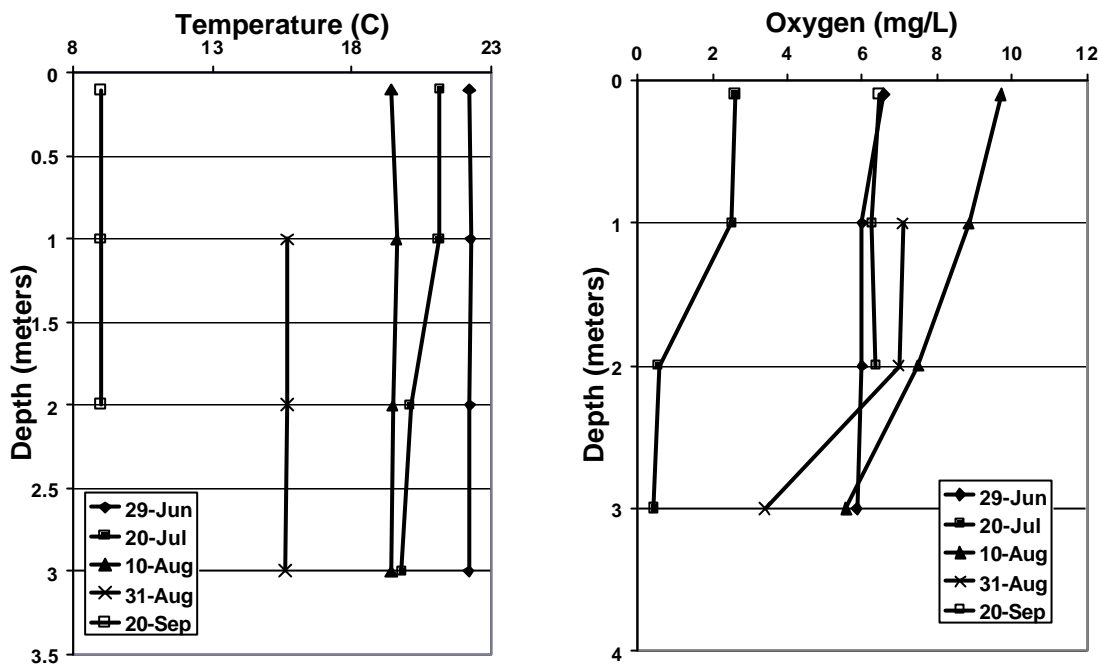 Temperature (C)
8 13 18 23
0
0.5
1
1.5
2
2.5
3
3.5
Depth (meters)
29-Jun
20-Jul
10-Aug
31-Aug
20-Sep
Oxygen (mg/L)
0 2 4 6 8 10 12
0
1
2
3
4
Depth (meters)
29-Jun
20-Jul
10-Aug
31-Aug
20-Sep